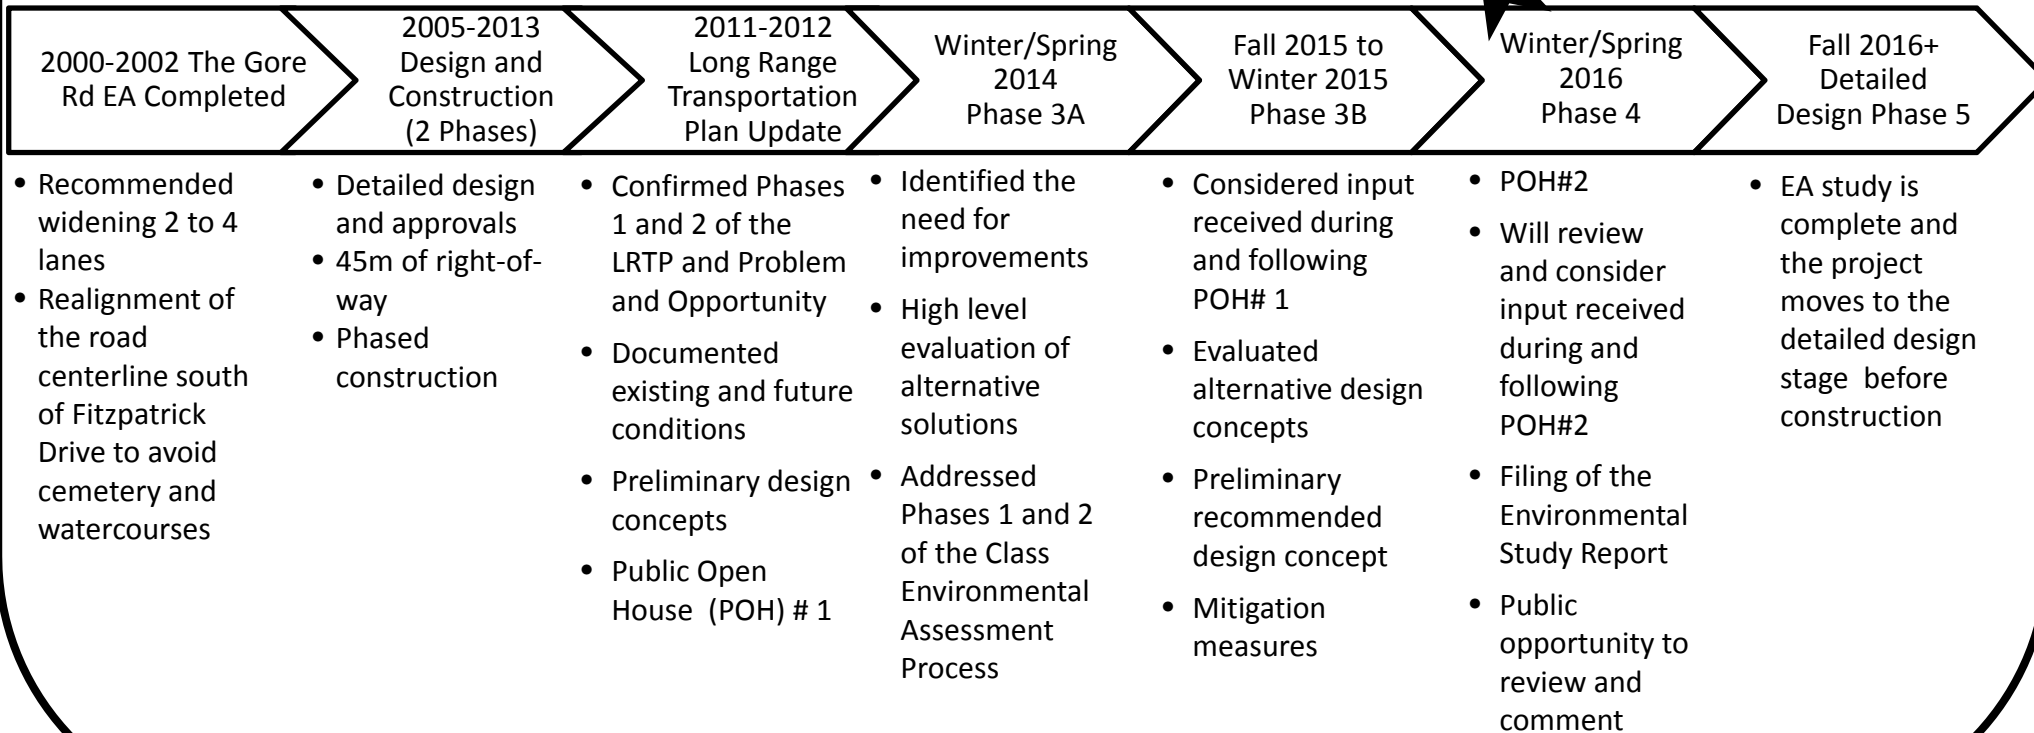 2000-2002 The Gore
Rd EA Completed
2005-2013
Design and
Construction
(2 Phases)
2011-2012
Long Range
Transportation
Plan Update
Winter/Spring
2014
Phase 3A
Fall 2015 to
Winter 2015
Phase 3B
Winter/Spring
2016
Phase 4
Fall 2016+
Detailed
Design Phase 5
• Recommended
widening 2 to 4
lanes
• Realignment of
the road
centerline south
of Fitzpatrick
Drive to avoid
cemetery and
watercourses
• Detailed design
and approvals
• 45m of right-of-
way
• Phased
construction
• Confirmed Phases
1 and 2 of the
LRTP and Problem
and Opportunity
• Documented
existing and future
conditions
• Preliminary design
concepts
• Public Open
House (POH) # 1
• Identified the
need for
improvements
• High level
evaluation of
alternative
solutions
• Addressed
Phases 1 and 2
of the Class
Environmental
Assessment
Process
• Considered input
received during
and following
POH# 1
• Evaluated
alternative design
concepts
• Preliminary
recommended
design concept
• Mitigation
measures
• POH#2
• Will review
and consider
input received
during and
following
POH#2
• Filing of the
Environmental
Study Report
• Public
opportunity to
review and
comment
• EA study is
complete and
the project
moves to the
detailed design
stage before
construction